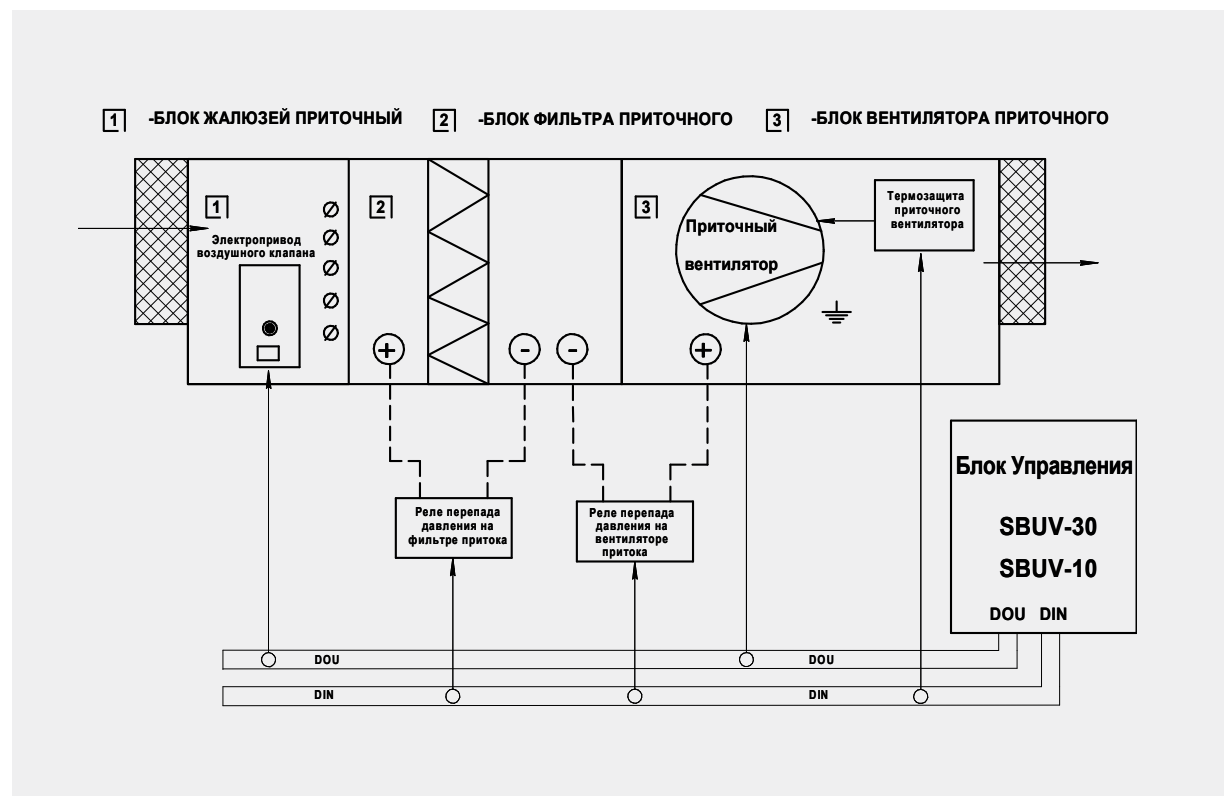 1 -БЛОК ЖАЛЮЗЕЙ ПРИТОЧНЫЙ 2 -БЛОК ФИЛЬТРА ПРИТОЧНОГО 3 -БЛОК ВЕНТИЛЯТОРА ПРИТОЧНОГО
1
Электропривод
воздушного клапана
2
3
Приточный
вентилятор
Термозащита
приточного
вентилятора
+ - - +
Реле перепада
давления на
фильтре притока
Реле перепада
давления на
вентиляторе
притока
Блок Управления
SBUV-30
SBUV-10
DOU DIN
DOU DOU
DIN DIN